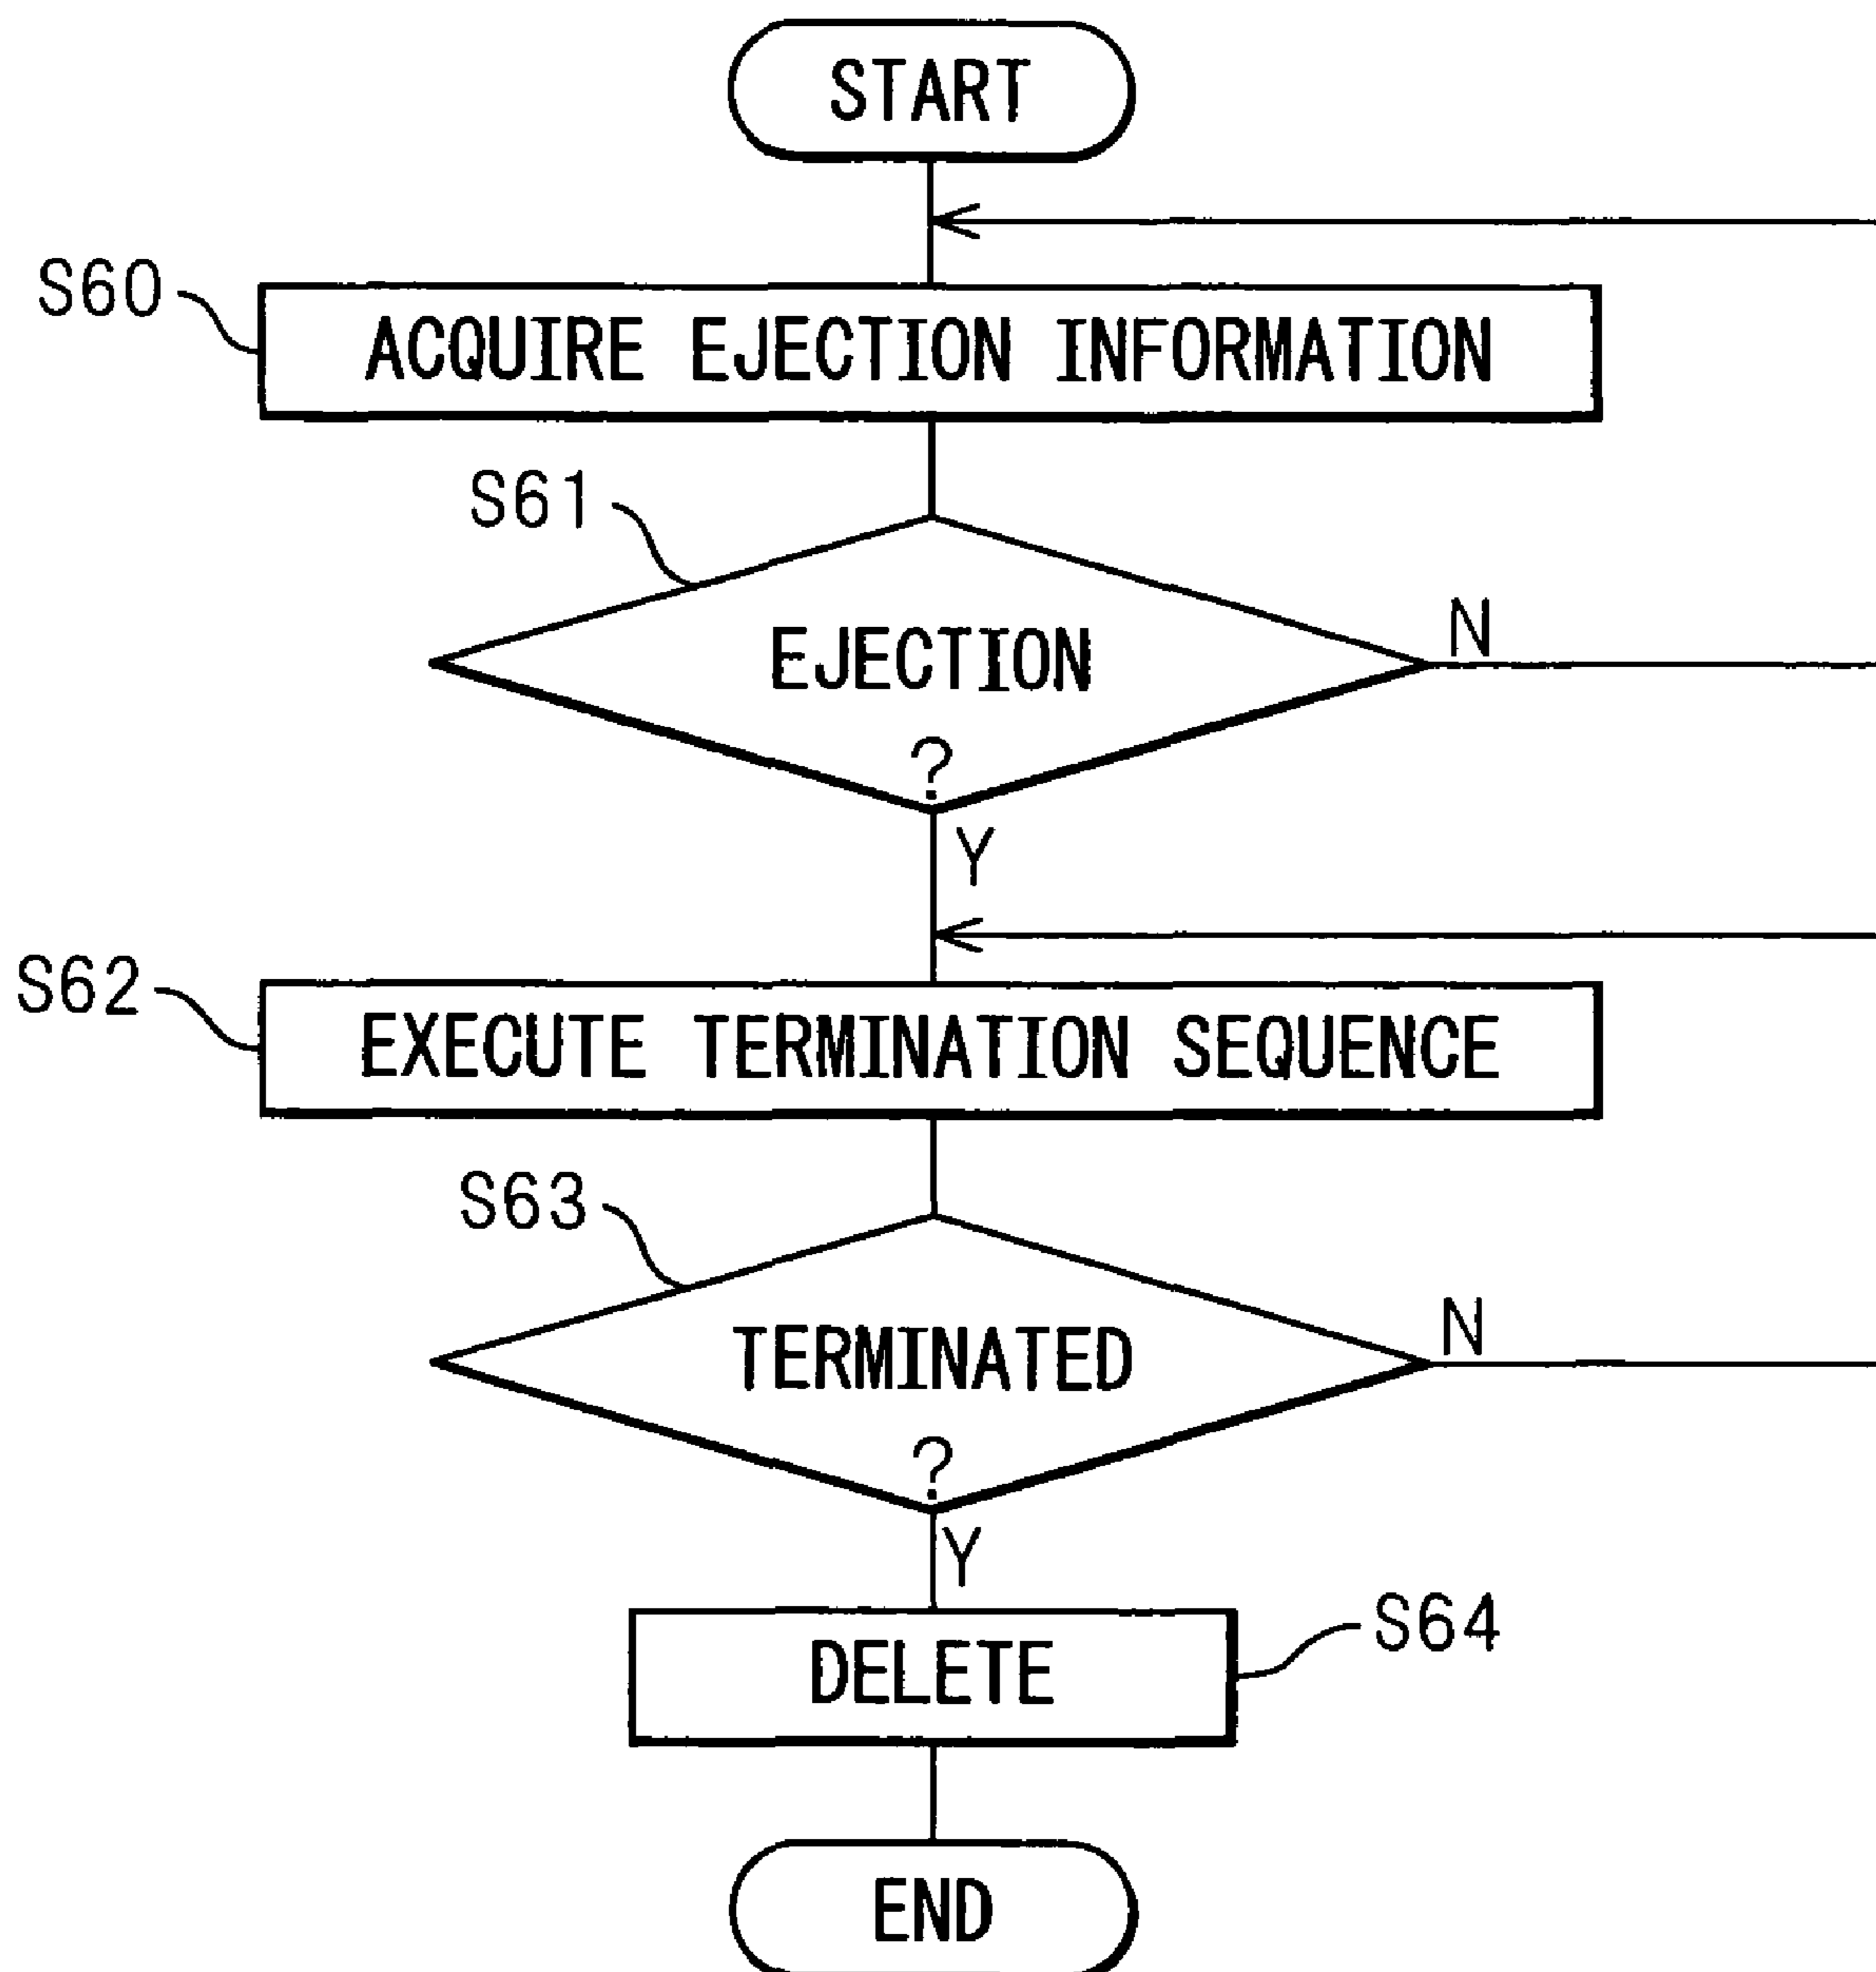 START
S60
ACQUIRE EJECTION INFORMATION
S61
EJECTION
?
N
Y
S62
EXECUTE TERMINATION SEQUENCE
S63
TERMINATED
?
N
Y
S64
DELETE
END